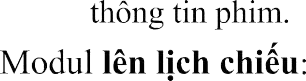 thông tin phim.
Modul lên lịch chiếu: